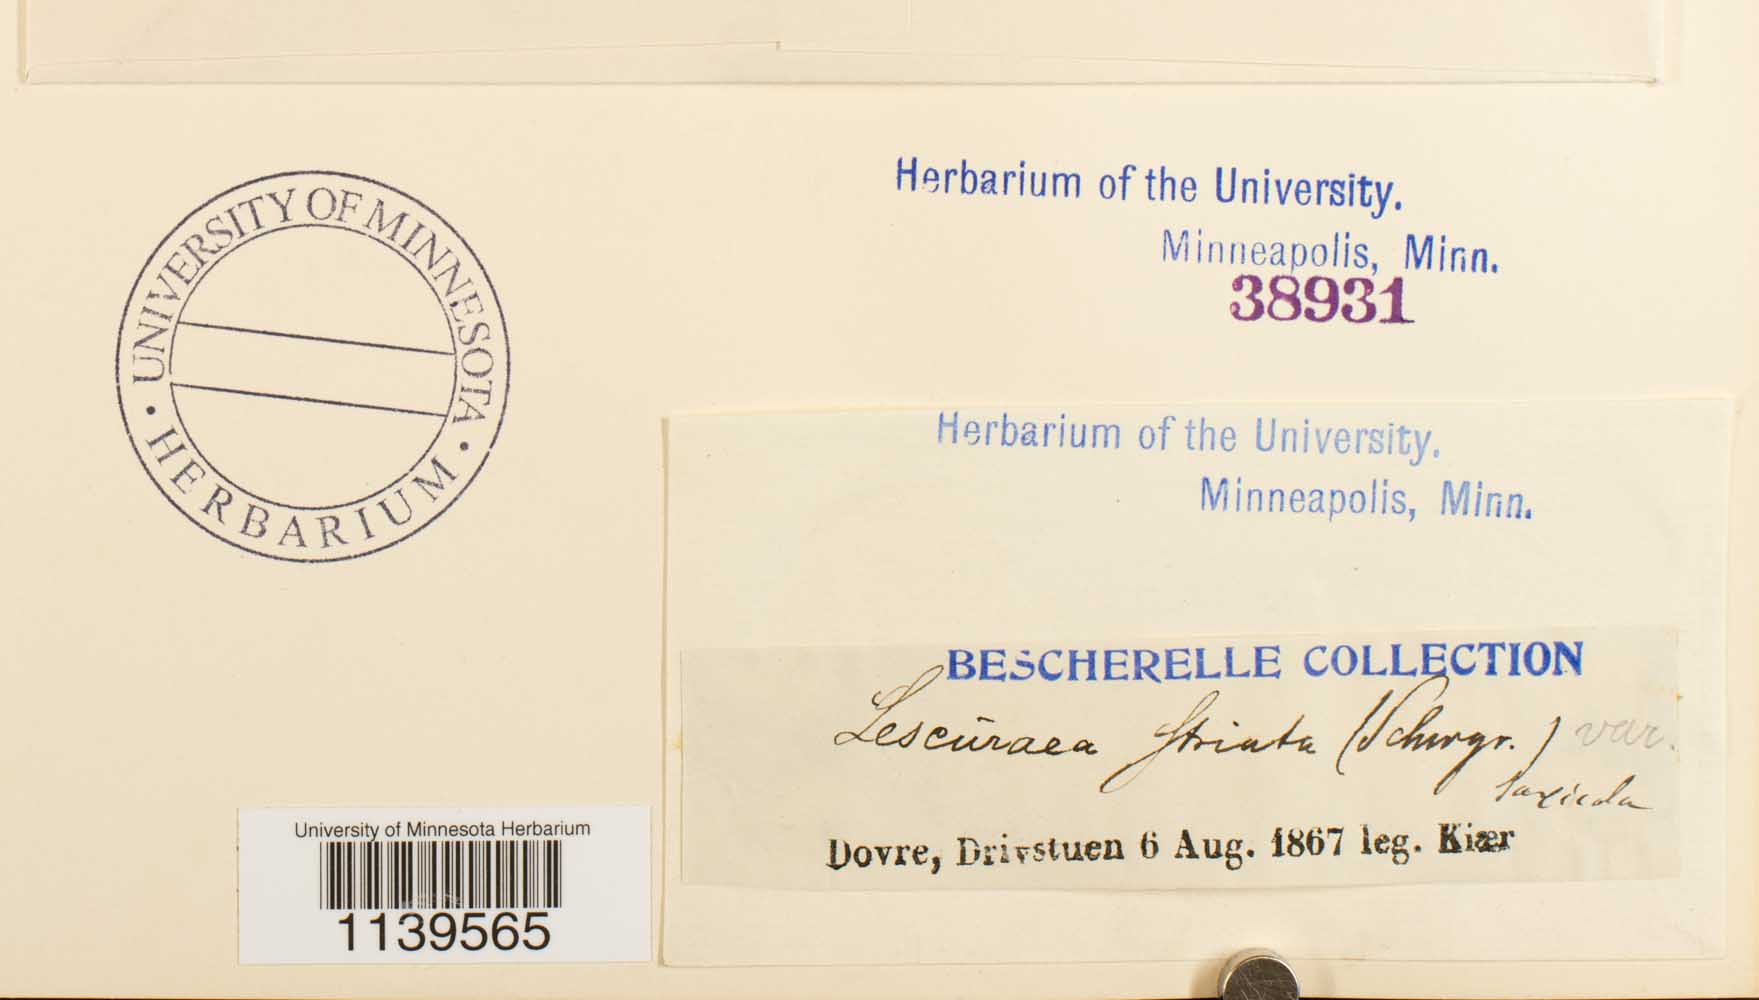 UNIVERSITY OF MINNESOTA
HERBARIUM
Herbarium of the University.
Minneapolis, Minn.
38931
Herbarium of the University.
Minneapolis, Minn.
BESCHERELLE COLLECTION
Lescūraea striata (Schwgr.) var.
saxicola
Dovre, Drivstuen 6 Aug. 1867 leg. Kiær
University of Minnesota Herbarium
1139565